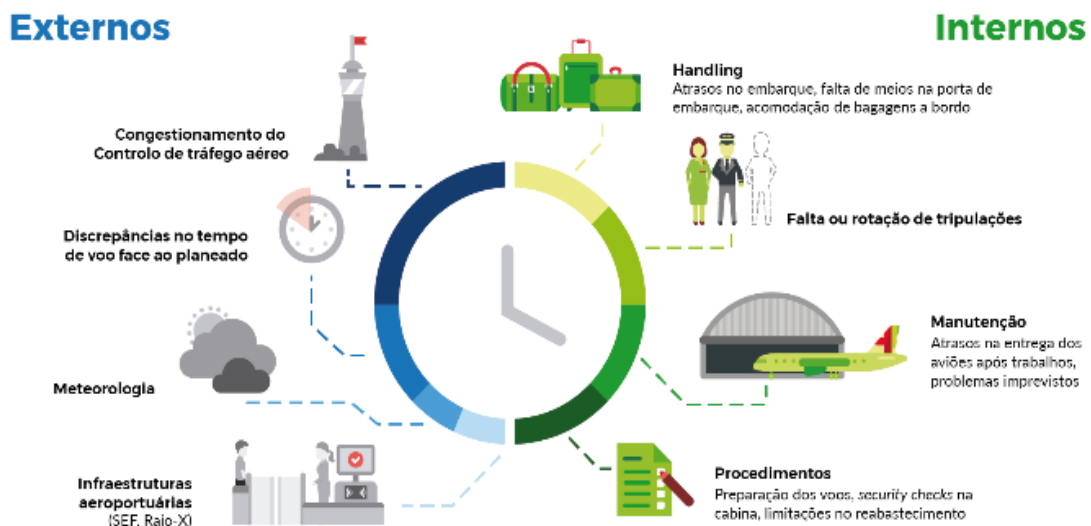 Externos
Internos
Congestionamento do
Controlo de tráfego aéreo
Discrepâncias no tempo
de voo face ao planeado
Meteorologia
Infraestruturas
aeroportuárias
(SEF, Raio-X)
Handling
Atrasos no embarque, falta de meios na porta de
embarque, acomodação de bagagens a bordo
Falta ou rotação de tripulações
Manutenção
Atrasos na entrega dos
aviões após trabalhos,
problemas imprevistos
Procedimentos
Preparação dos voos, security checks na
cabina, limitações no reabastecimento